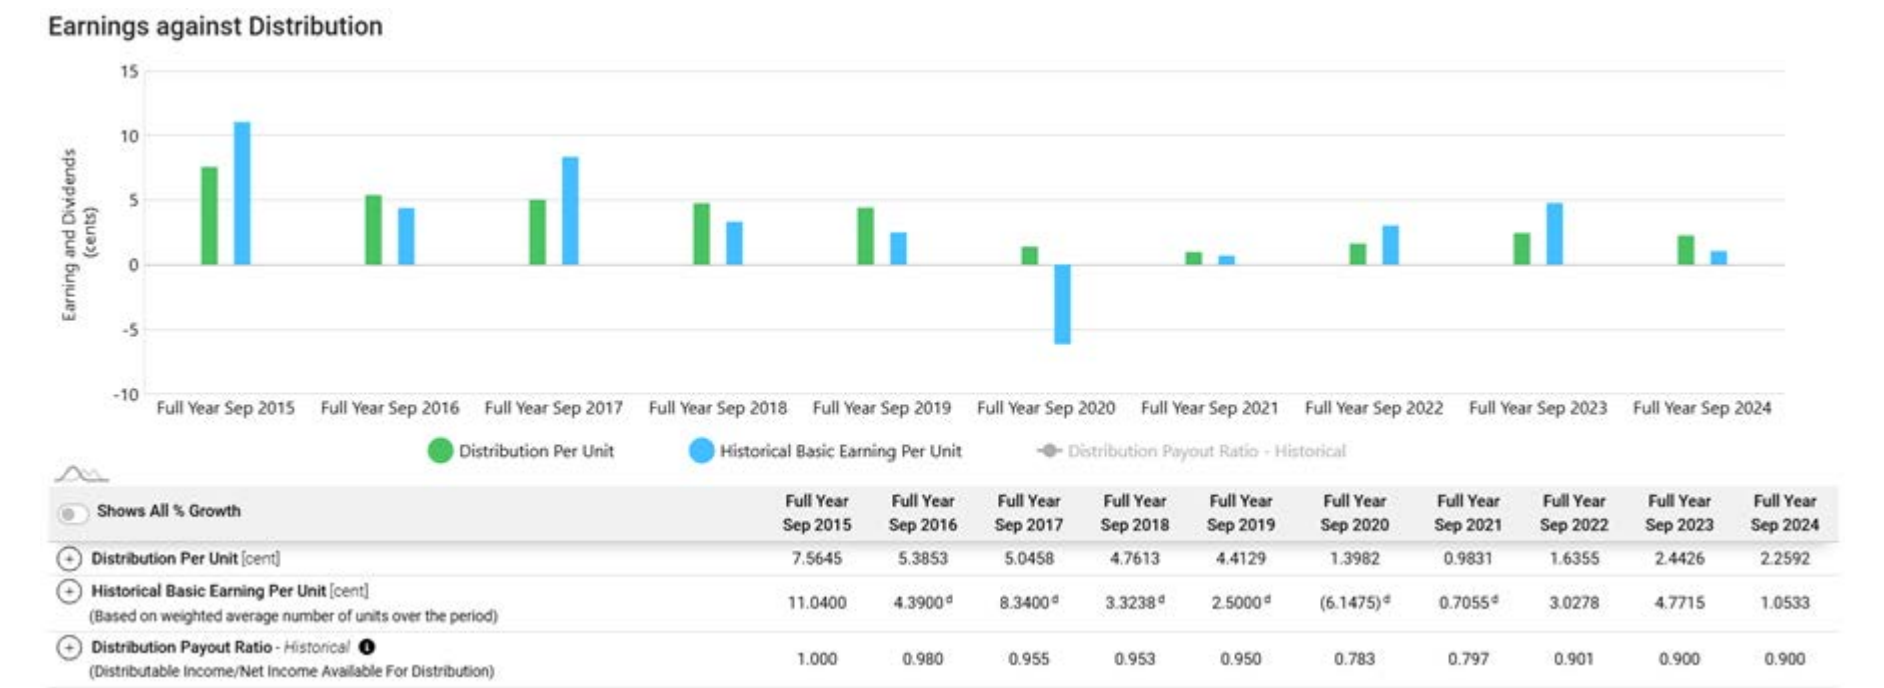 Earnings against Distribution
15
10
5
0
-5
-10
Earning and Dividends
(cents)
Full Year Sep 2015 Full Year Sep 2016 Full Year Sep 2017 Full Year Sep 2018 Full Year Sep 2019 Full Year Sep 2020 Full Year Sep 2021 Full Year Sep 2022 Full Year Sep 2023 Full Year Sep 2024
Distribution Per Unit Historical Basic Earning Per Unit Distribution Payout Ratio - Historical
Shows All % Growth
Full Year Full Year Full Year Full Year Full Year Full Year Full Year Full Year Full Year Full Year
Sep 2015 Sep 2016 Sep 2017 Sep 2018 Sep 2019 Sep 2020 Sep 2021 Sep 2022 Sep 2023 Sep 2024
Distribution Per Unit [cent] 7.5645 5.3853 5.0458 4.7613 4.4129 1.3982 0.9831 1.6355 2.4426 2.2592
Historical Basic Earning Per Unit [cent]
(Based on weighted average number of units over the period)
11.0400 4.3900 d 8.3400 d 3.3238 d 2.5000 d (6.1475) d 0.7055 d 3.0278 4.7715 1.0533
Distribution Payout Ratio - Historical
(Distributable Income/Net Income Available For Distribution)
1.000 0.980 0.955 0.953 0.950 0.783 0.797 0.901 0.900 0.900